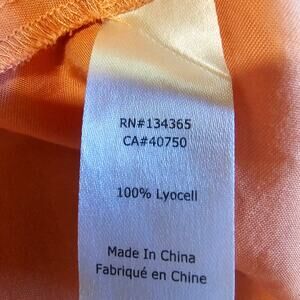 RN#134365
CA#40750
100% Lyocell
Made In China
Fabriqué en Chine